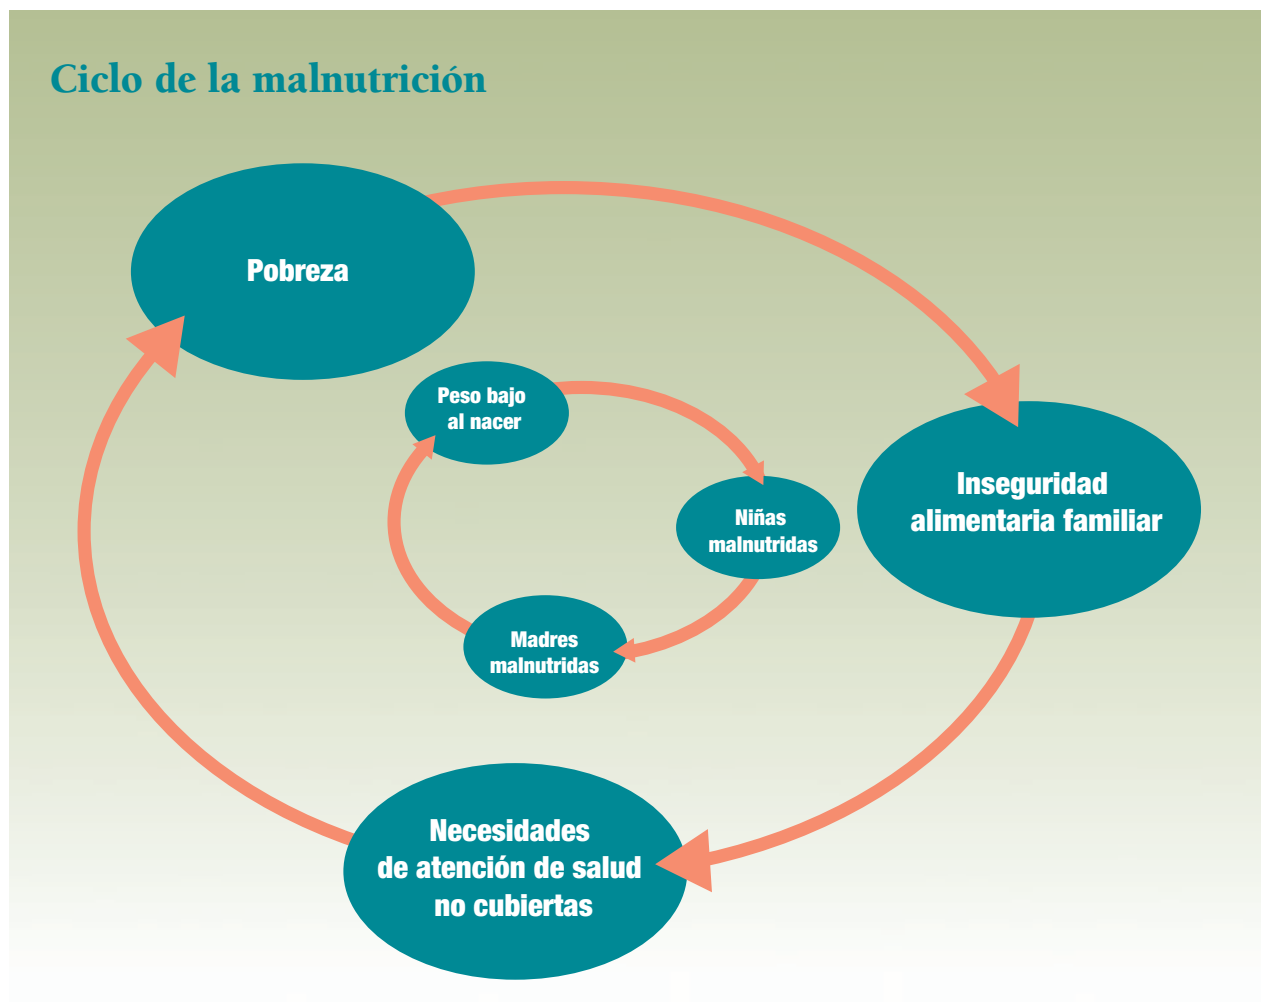 Ciclo de la malnutrición
Pobreza
Peso bajo
al nacer
Inseguridad
alimentaria familiar
Niñas
malnutridas
Madres
malnutridas
Necesidades
de atención de salud
no cubiertas